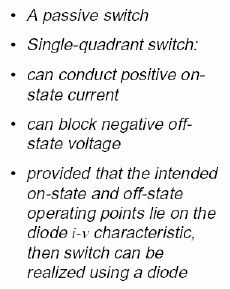 • A passive switch
• Single-quadrant switch:
• can conduct positive on-
state current
• can block negative off-
state voltage
• provided that the intended
on-state and off-state
operating points lie on the
diode i-v characteristic,
then switch can be
realized using a diode